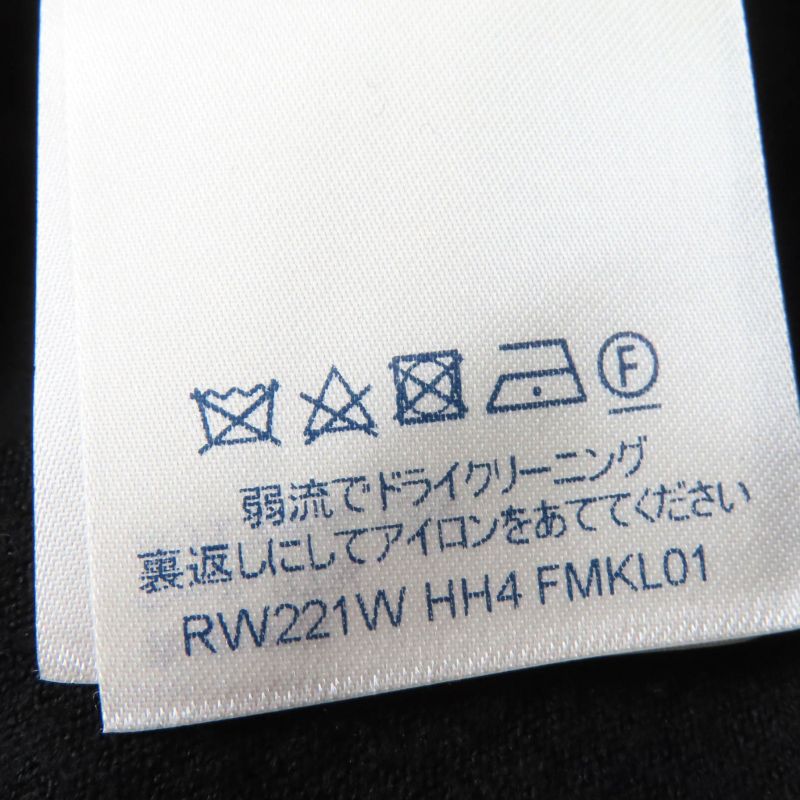 F
弱流でドライクリーニング
裏返しにしてアイロンをあててください
RW221W HH4 FMKL01